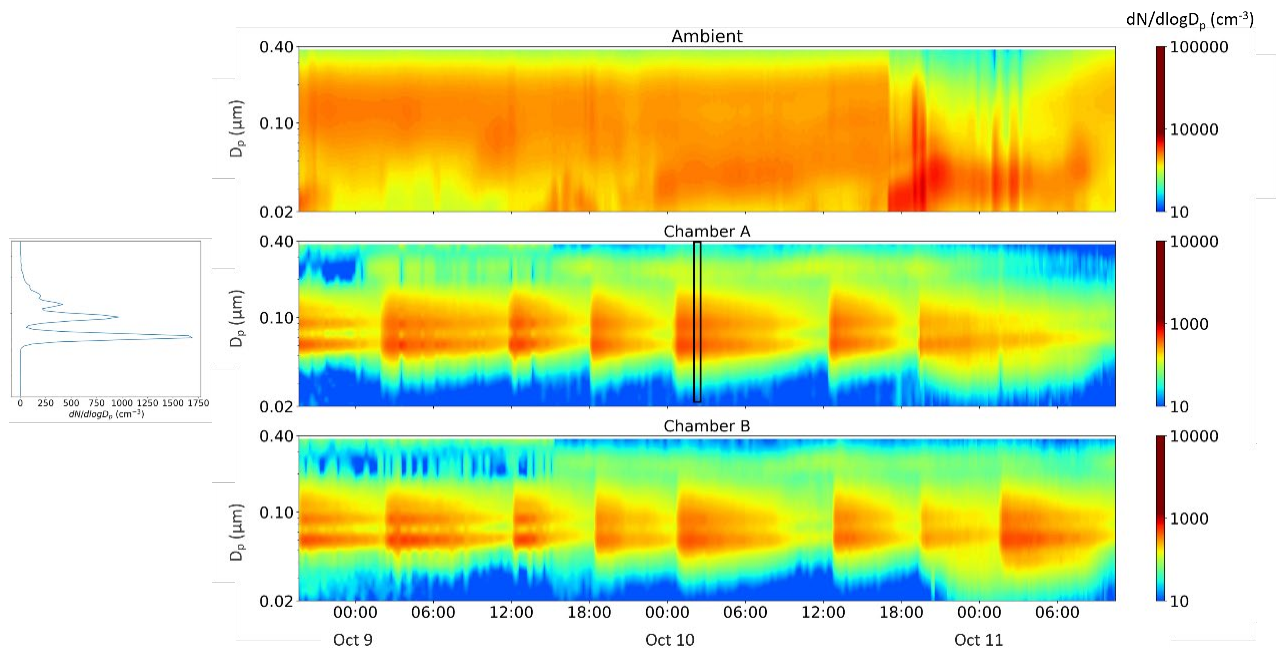 dN/dlogDp (cm-3)
Ambient
0.40
0.10
0.02
Dp (μm)
100000
10000
1000
100
10
Chamber A
0.40
0.10
0.02
Dp (μm)
10000
1000
100
10
0 250 500 750 1000 1250 1500 1750
dN/dlogDp (cm−3)
Chamber B
0.40
0.10
0.02
Dp (μm)
10000
1000
100
10
00:00 06:00 12:00 18:00 00:00 06:00 12:00 18:00 00:00 06:00
Oct 9 Oct 10 Oct 11